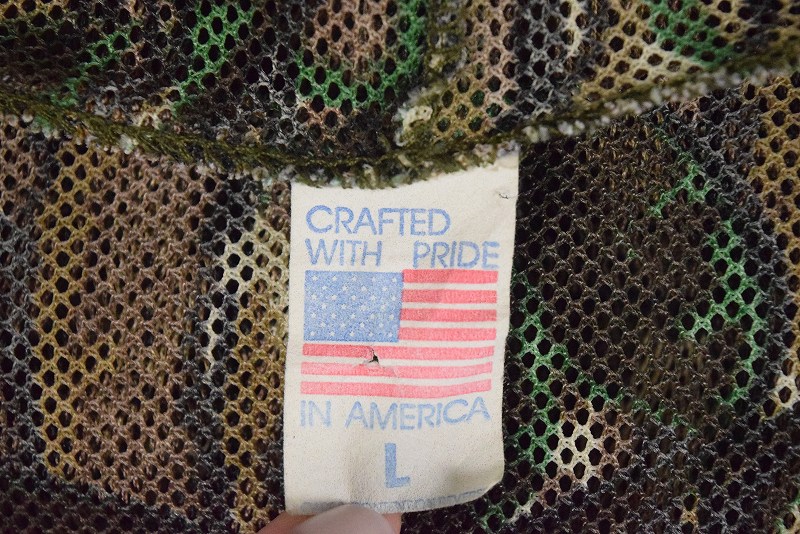 CRAFTED
WITH PRIDE
IN AMERICA
L